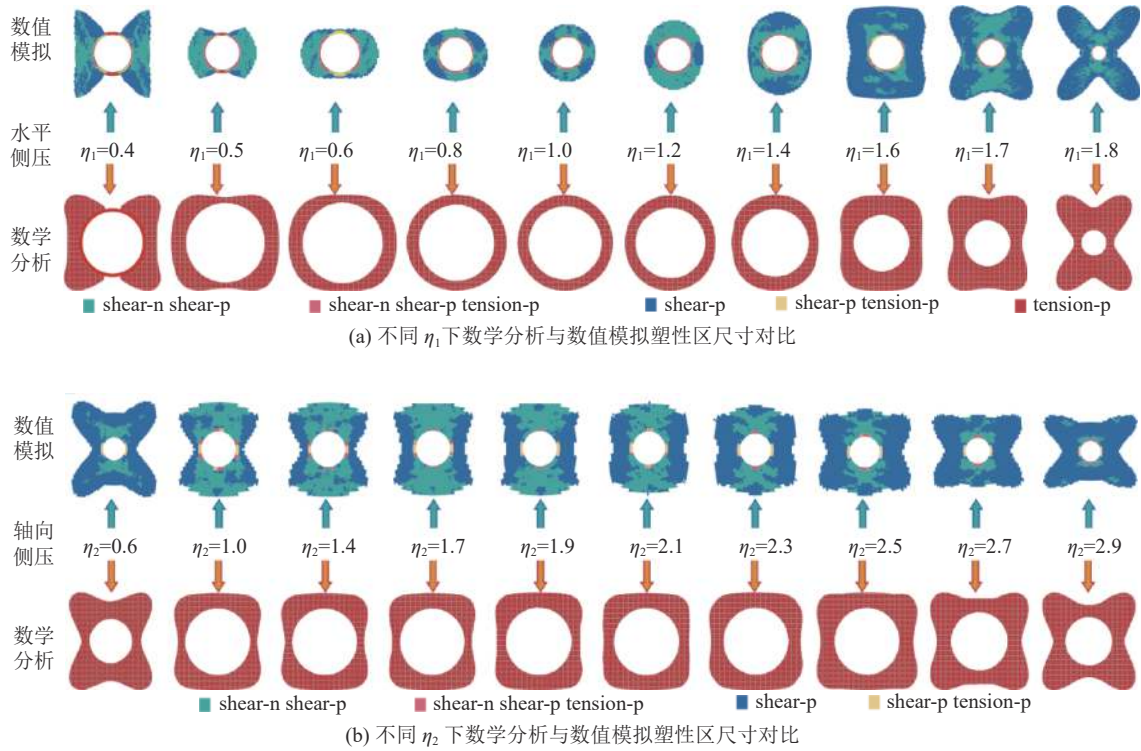 数值
模拟
水平
侧压
η₁=0.4 η₁=0.5 η₁=0.6 η₁=0.8 η₁=1.0 η₁=1.2 η₁=1.4 η₁=1.6 η₁=1.7 η₁=1.8
数学
分析
shear-n shear-p shear-n shear-p tension-p shear-p shear-p tension-p tension-p
(a) 不同 η₁下数学分析与数值模拟塑性区尺寸对比
数值
模拟
轴向
侧压
η₂=0.6 η₂=1.0 η₂=1.4 η₂=1.7 η₂=1.9 η₂=2.1 η₂=2.3 η₂=2.5 η₂=2.7 η₂=2.9
数学
分析
shear-n shear-p shear-n shear-p tension-p shear-p shear-p tension-p
(b) 不同 η₂ 下数学分析与数值模拟塑性区尺寸对比